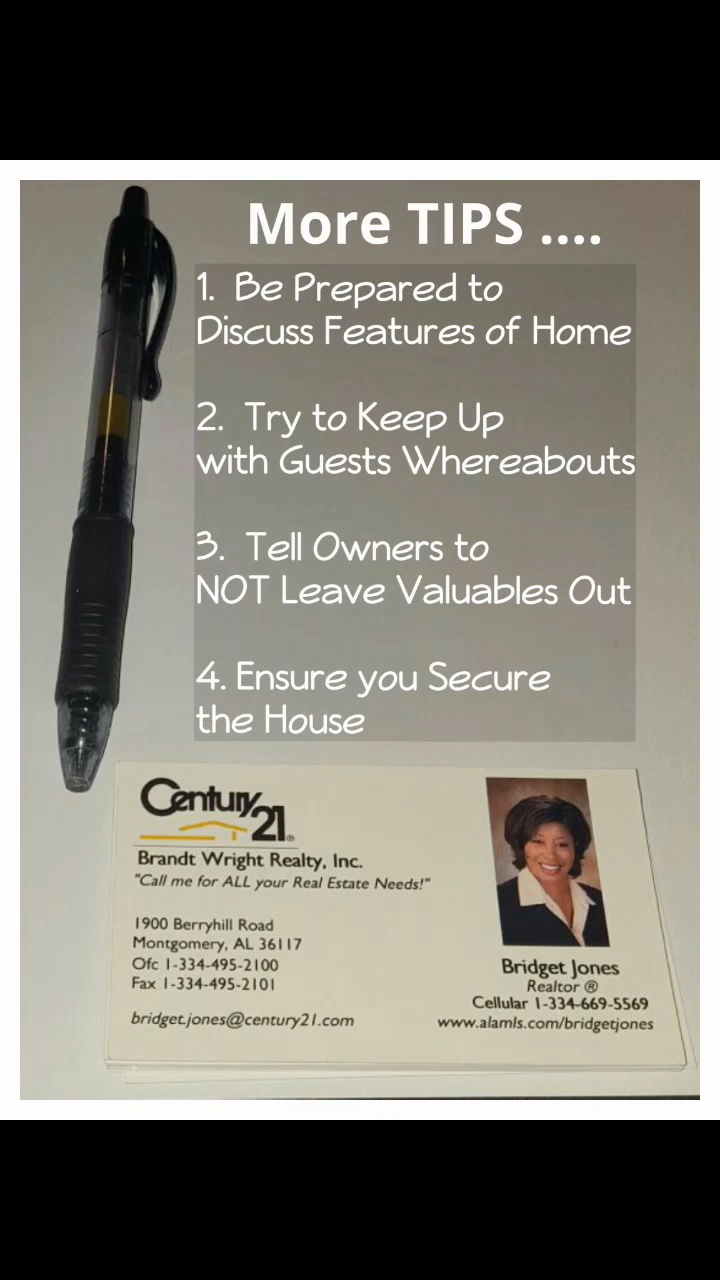 More TIPS ....
1. Be Prepared to
Discuss Features of Home
2. Try to Keep Up
with Guests Whereabouts
3. Tell Owners to
NOT Leave Valuables Out
4. Ensure you Secure
the House
Century 21®
Brandt Wright Realty, Inc.
"Call me for ALL your Real Estate Needs!"
1900 Berryhill Road
Montgomery, AL 36117
Ofc 1-334-495-2100
Fax 1-334-495-2101
bridget.jones@century21.com
Bridget Jones
Realtor ®
Cellular 1-334-669-5569
www.alamls.com/bridgetjones